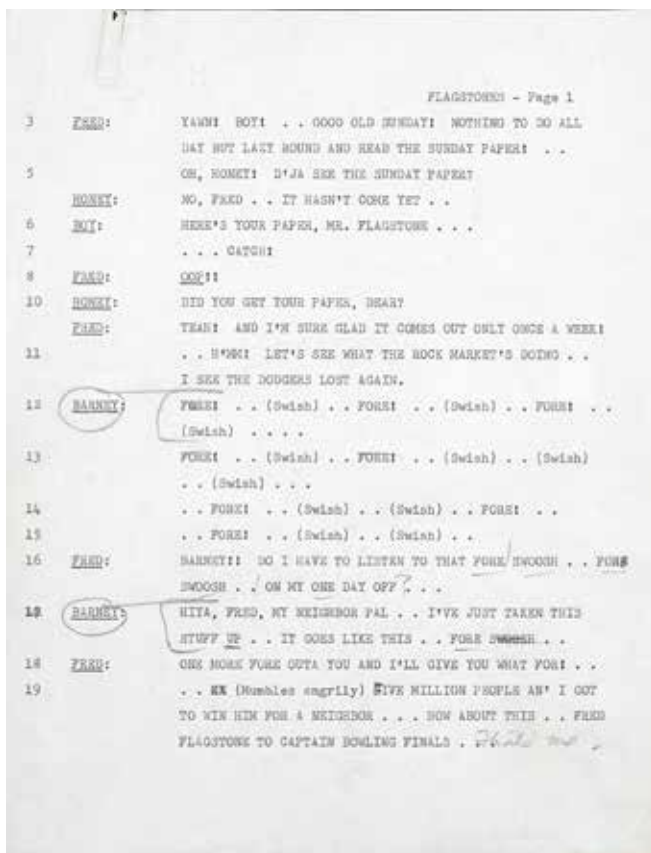 FLAGSTONES - Page 1
3 FRED: YAWN! BOY! . . GOOD OLD SUNDAY! NOTHING TO DO ALL
DAY BUT LAZY ROUND AND READ THE SUNDAY PAPER! . .
5 OH, HONEY! D'JA SEE THE SUNDAY PAPER?
HONEY: NO, FRED . . IT HASN'T COME YET . .
6 BOY: HERE'S YOUR PAPER, MR. FLAGSTONE . . .
7 . . . CATCH!
8 FRED: OOP!!
10 HONEY: DID YOU GET YOUR PAPER, DEAR?
FRED: YEAH! AND I'M SURE GLAD IT COMES OUT ONLY ONCE A WEEK!
11 . . H'MM! LET'S SEE WHAT THE ROCK MARKET'S DOING . .
I SEE THE DODGERS LOST AGAIN.
12 BARNEY: FORE! . . (Swish) . . FORE! . . (Swish) . . FORE! . .
(Swish) . . . .
13 FORE! . . (Swish) . . FORE! . . (Swish) . . (Swish)
. . (Swish) . . .
14 . . FORE! . . (Swish) . . (Swish) . . FORE! . . .
15 . . FORE! . . (Swish) . . (Swish) . .
16 FRED: BARNEY!! DO I HAVE TO LISTEN TO THAT FORE/SWOOSH . . FORE
SWOOSH . . ! ON MY ONE DAY OFF? . . .
BARNEY: HIYA, FRED, MY NEIGHBOR PAL . . I'VE JUST TAKEN THIS
STUFF UP . . IT GOES LIKE THIS . . FORE SWOOSH . .
18 FRED: ONE MORE FORE OUTA YOU AND I'LL GIVE YOU WHAT FOR! . .
19 . . (Mumbles angrily) FIVE MILLION PEOPLE AN' I GOT
TO WIN HIM FOR A NEIGHBOR . . . HOW ABOUT THIS . . FRED
FLAGSTONE TO CAPTAIN BOWLING FINALS . . That's me.